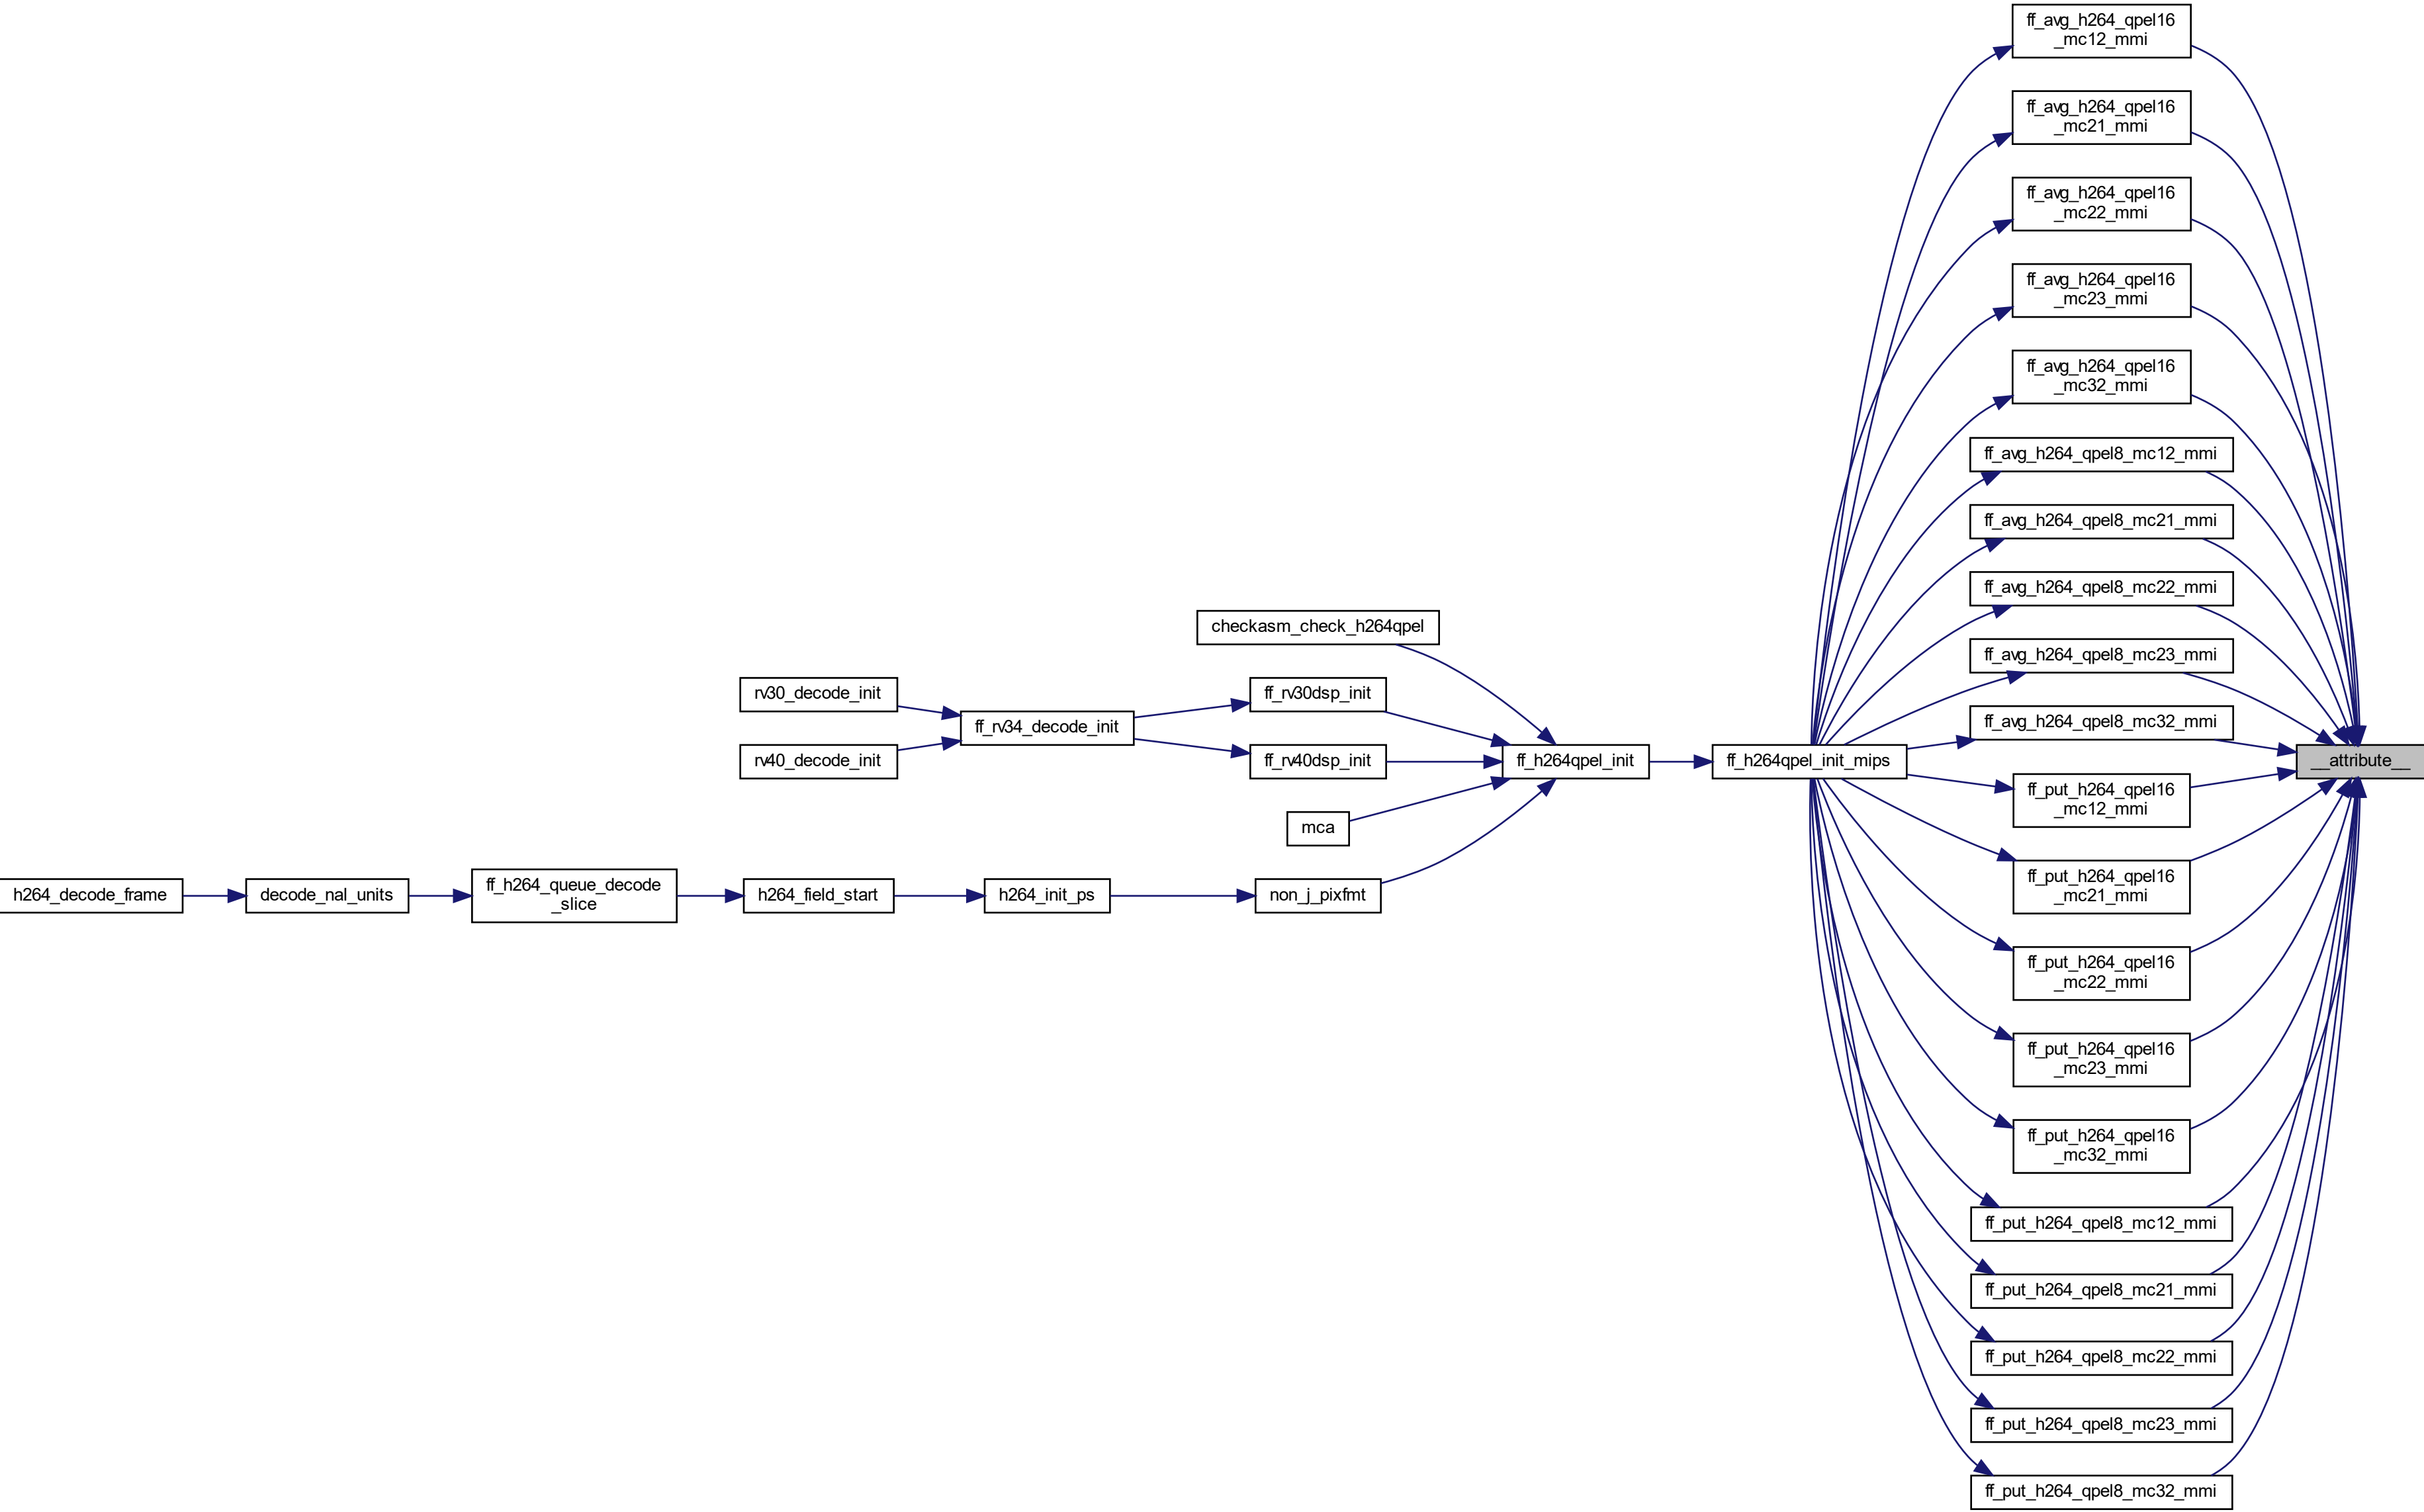 ff_avg_h264_qpel16
_mc12_mmi
ff_avg_h264_qpel16
_mc21_mmi
ff_avg_h264_qpel16
_mc22_mmi
ff_avg_h264_qpel16
_mc23_mmi
ff_avg_h264_qpel16
_mc32_mmi
ff_avg_h264_qpel8_mc12_mmi
ff_avg_h264_qpel8_mc21_mmi
ff_avg_h264_qpel8_mc22_mmi
checkasm_check_h264qpel
ff_avg_h264_qpel8_mc23_mmi
rv30_decode_init
ff_rv30dsp_init
ff_rv34_decode_init
ff_avg_h264_qpel8_mc32_mmi
rv40_decode_init
ff_rv40dsp_init
ff_h264qpel_init
ff_h264qpel_init_mips
__attribute__
ff_put_h264_qpel16
_mc12_mmi
mca
ff_put_h264_qpel16
_mc21_mmi
h264_decode_frame
decode_nal_units
ff_h264_queue_decode
_slice
h264_field_start
h264_init_ps
non_j_pixfmt
ff_put_h264_qpel16
_mc22_mmi
ff_put_h264_qpel16
_mc23_mmi
ff_put_h264_qpel16
_mc32_mmi
ff_put_h264_qpel8_mc12_mmi
ff_put_h264_qpel8_mc21_mmi
ff_put_h264_qpel8_mc22_mmi
ff_put_h264_qpel8_mc23_mmi
ff_put_h264_qpel8_mc32_mmi